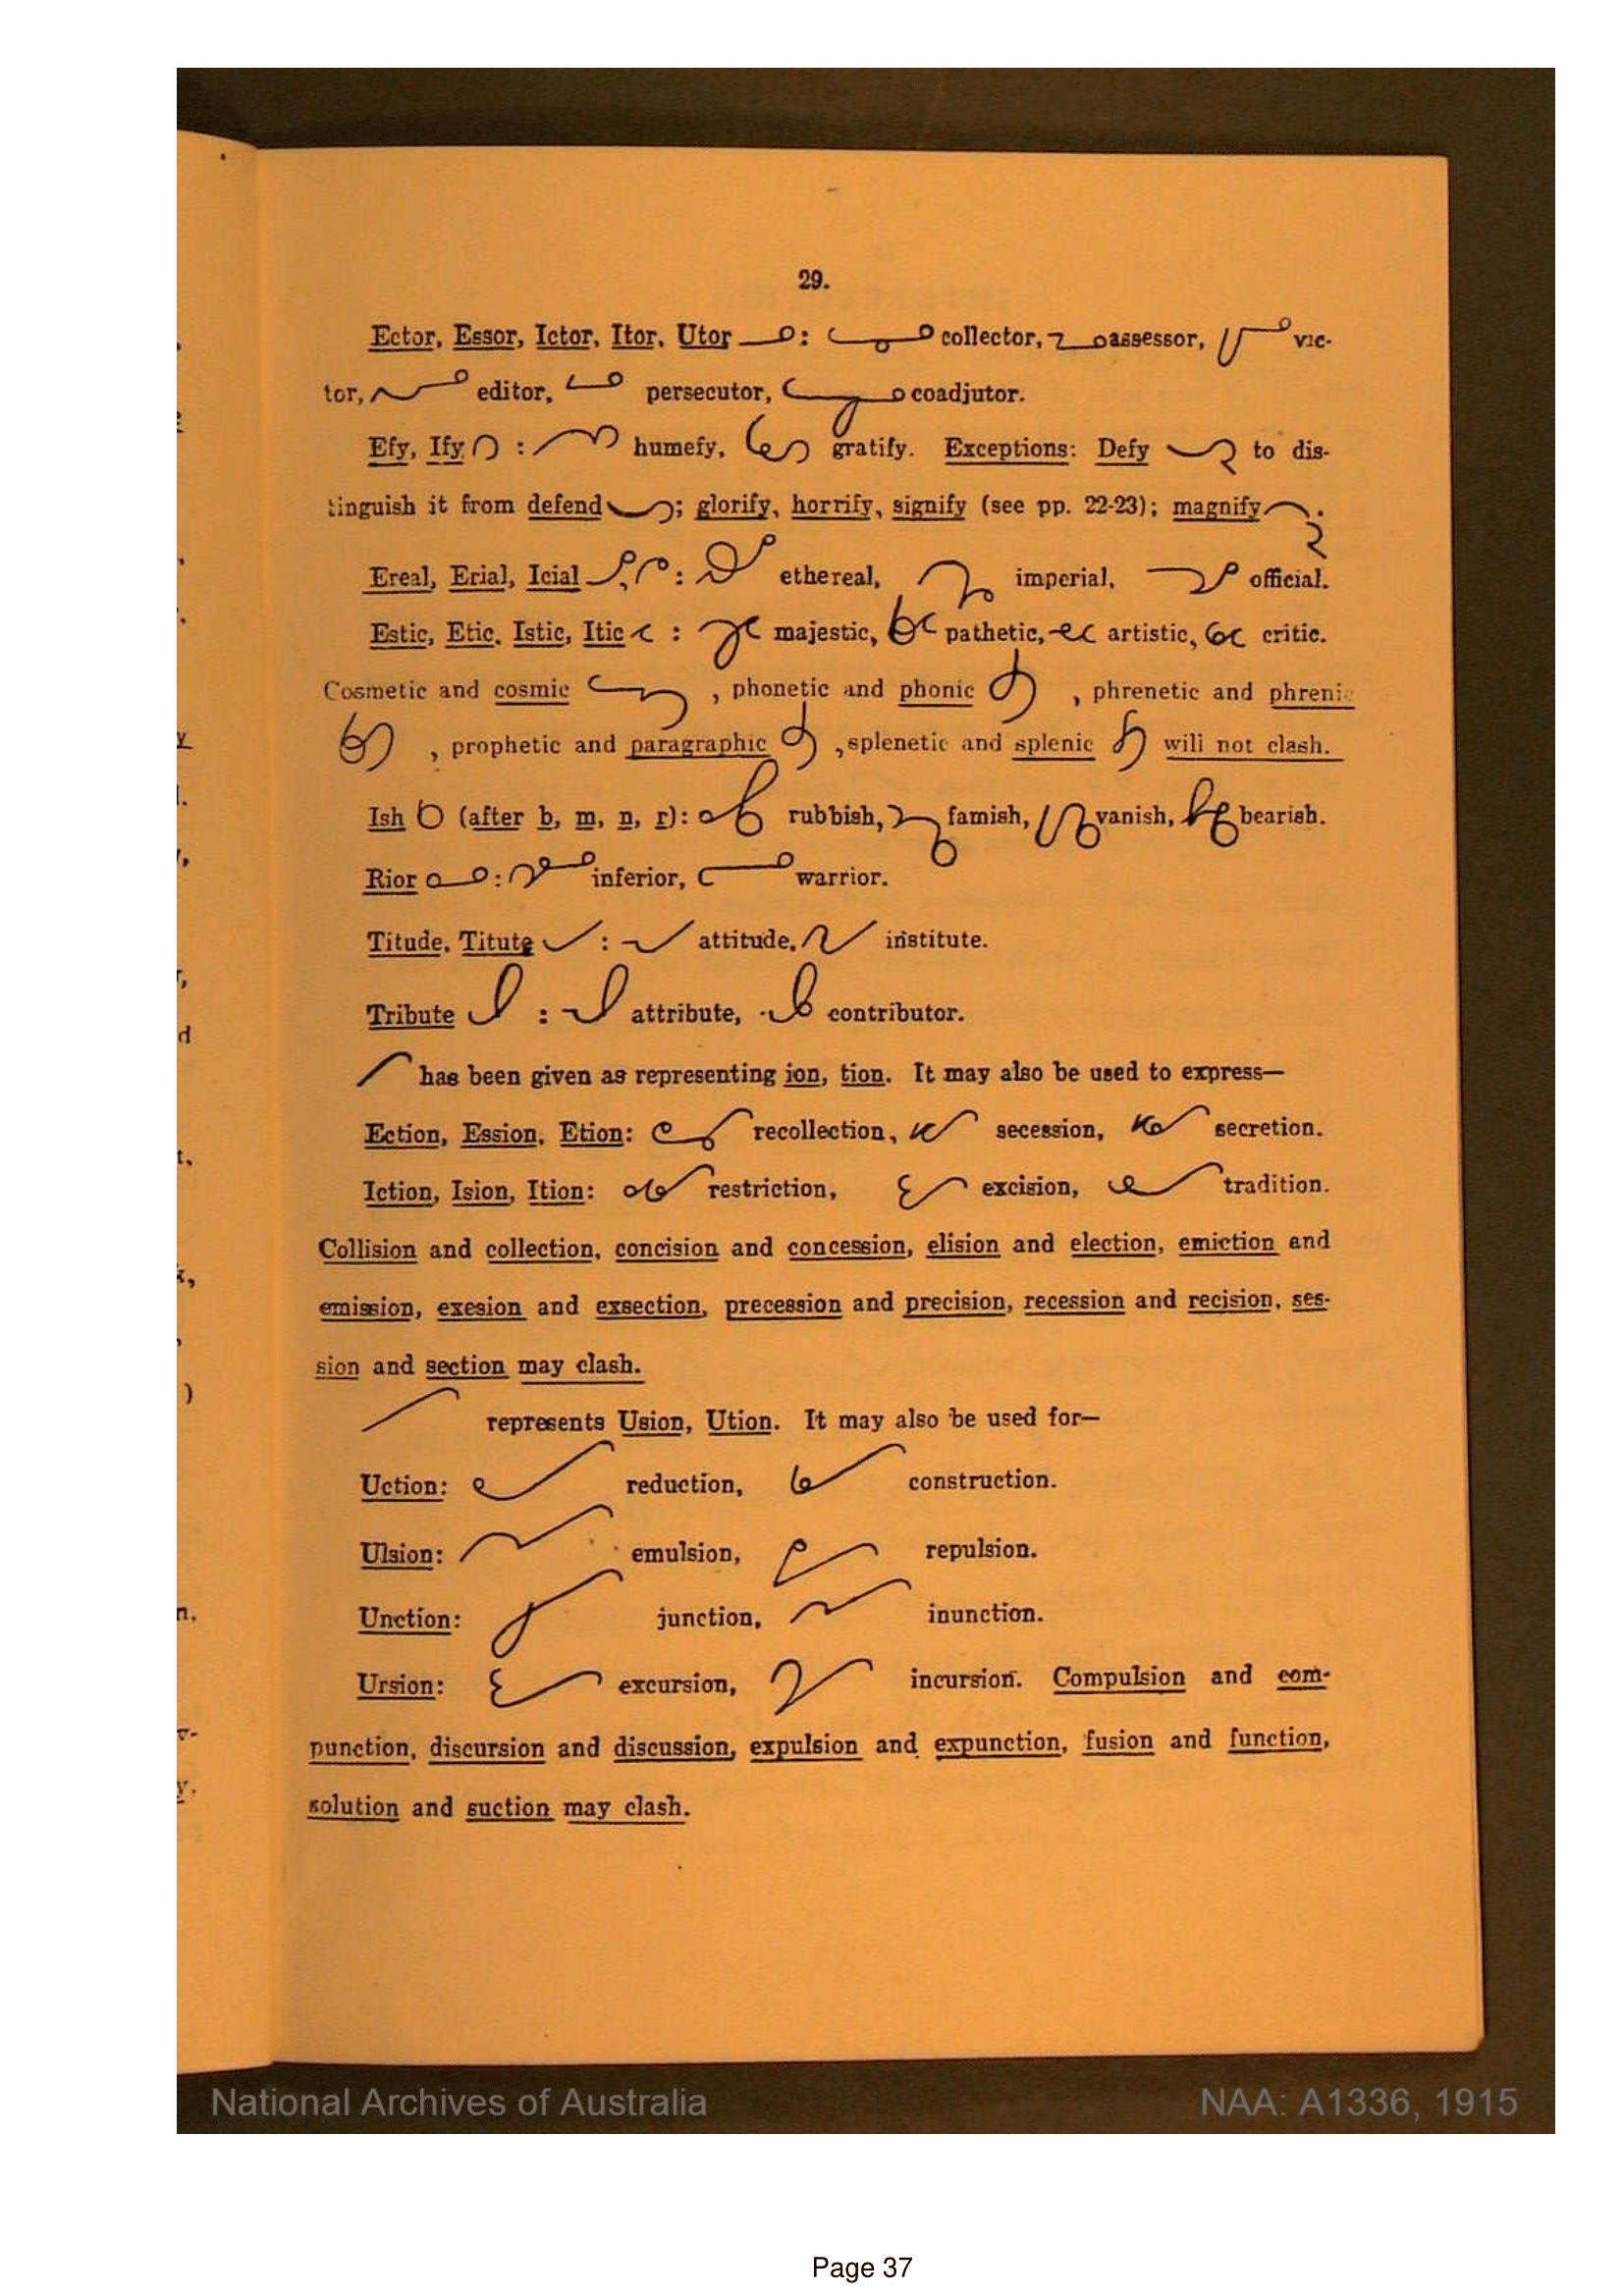 29.
Ector, Essor, Ictor, Itor, Utor : collector, assessor, vic-
tor, editor, persecutor, coadjutor.
Efy, Ify : humefy, gratify. Exceptions: Defy to dis-
tinguish it from defend ; glorify, horrify, signify (see pp. 22-23); magnify .
Ereal, Erial, Icial , : ethereal, imperial, official.
Estic, Etic, Istic, Itic : majestic, pathetic, artistic, critic.
Cosmetic and cosmic , phonetic and phonic , phrenetic and phrenic
, prophetic and paragraphic , splenetic and splenic will not clash.
Ish (after b, m, n, r): rubbish, famish, vanish, bearish.
Rior : inferior, warrior.
Titude, Titute : attitude, institute.
Tribute : attribute, contributor.
has been given as representing ion, tion. It may also be used to express—
Ection, Ession, Etion: recollection, secession, secretion.
Iction, Ision, Ition: restriction, excision, tradition.
Collision and collection, concision and concession, elision and election, emiction and
emission, exesion and exsection, precession and precision, recession and recision, ses-
sion and section may clash.
represents Usion, Ution. It may also be used for—
Uction: reduction, construction.
Ulsion: emulsion, repulsion.
Unction: junction, inunction.
Ursion: excursion, incursion. Compulsion and com-
punction, discursion and discussion, expulsion and expunction, fusion and function,
solution and suction may clash.
National Archives of Australia NAA: A1336, 1915
Page 37